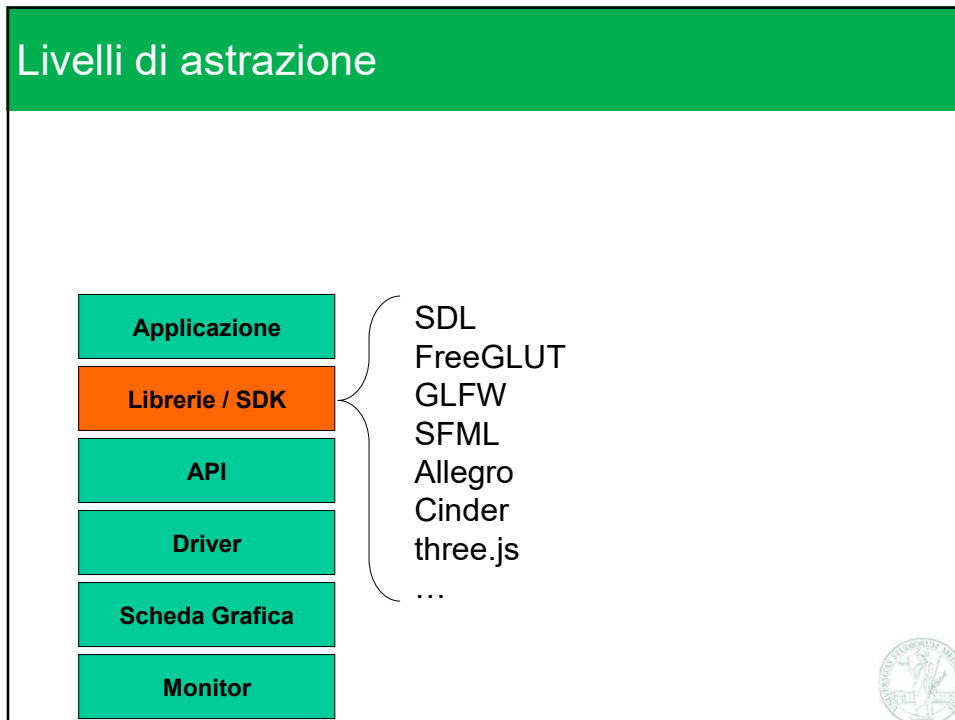 Livelli di astrazione
Applicazione
Librerie / SDK
API
Driver
Scheda Grafica
Monitor
SDL
FreeGLUT
GLFW
SFML
Allegro
Cinder
three.js
…